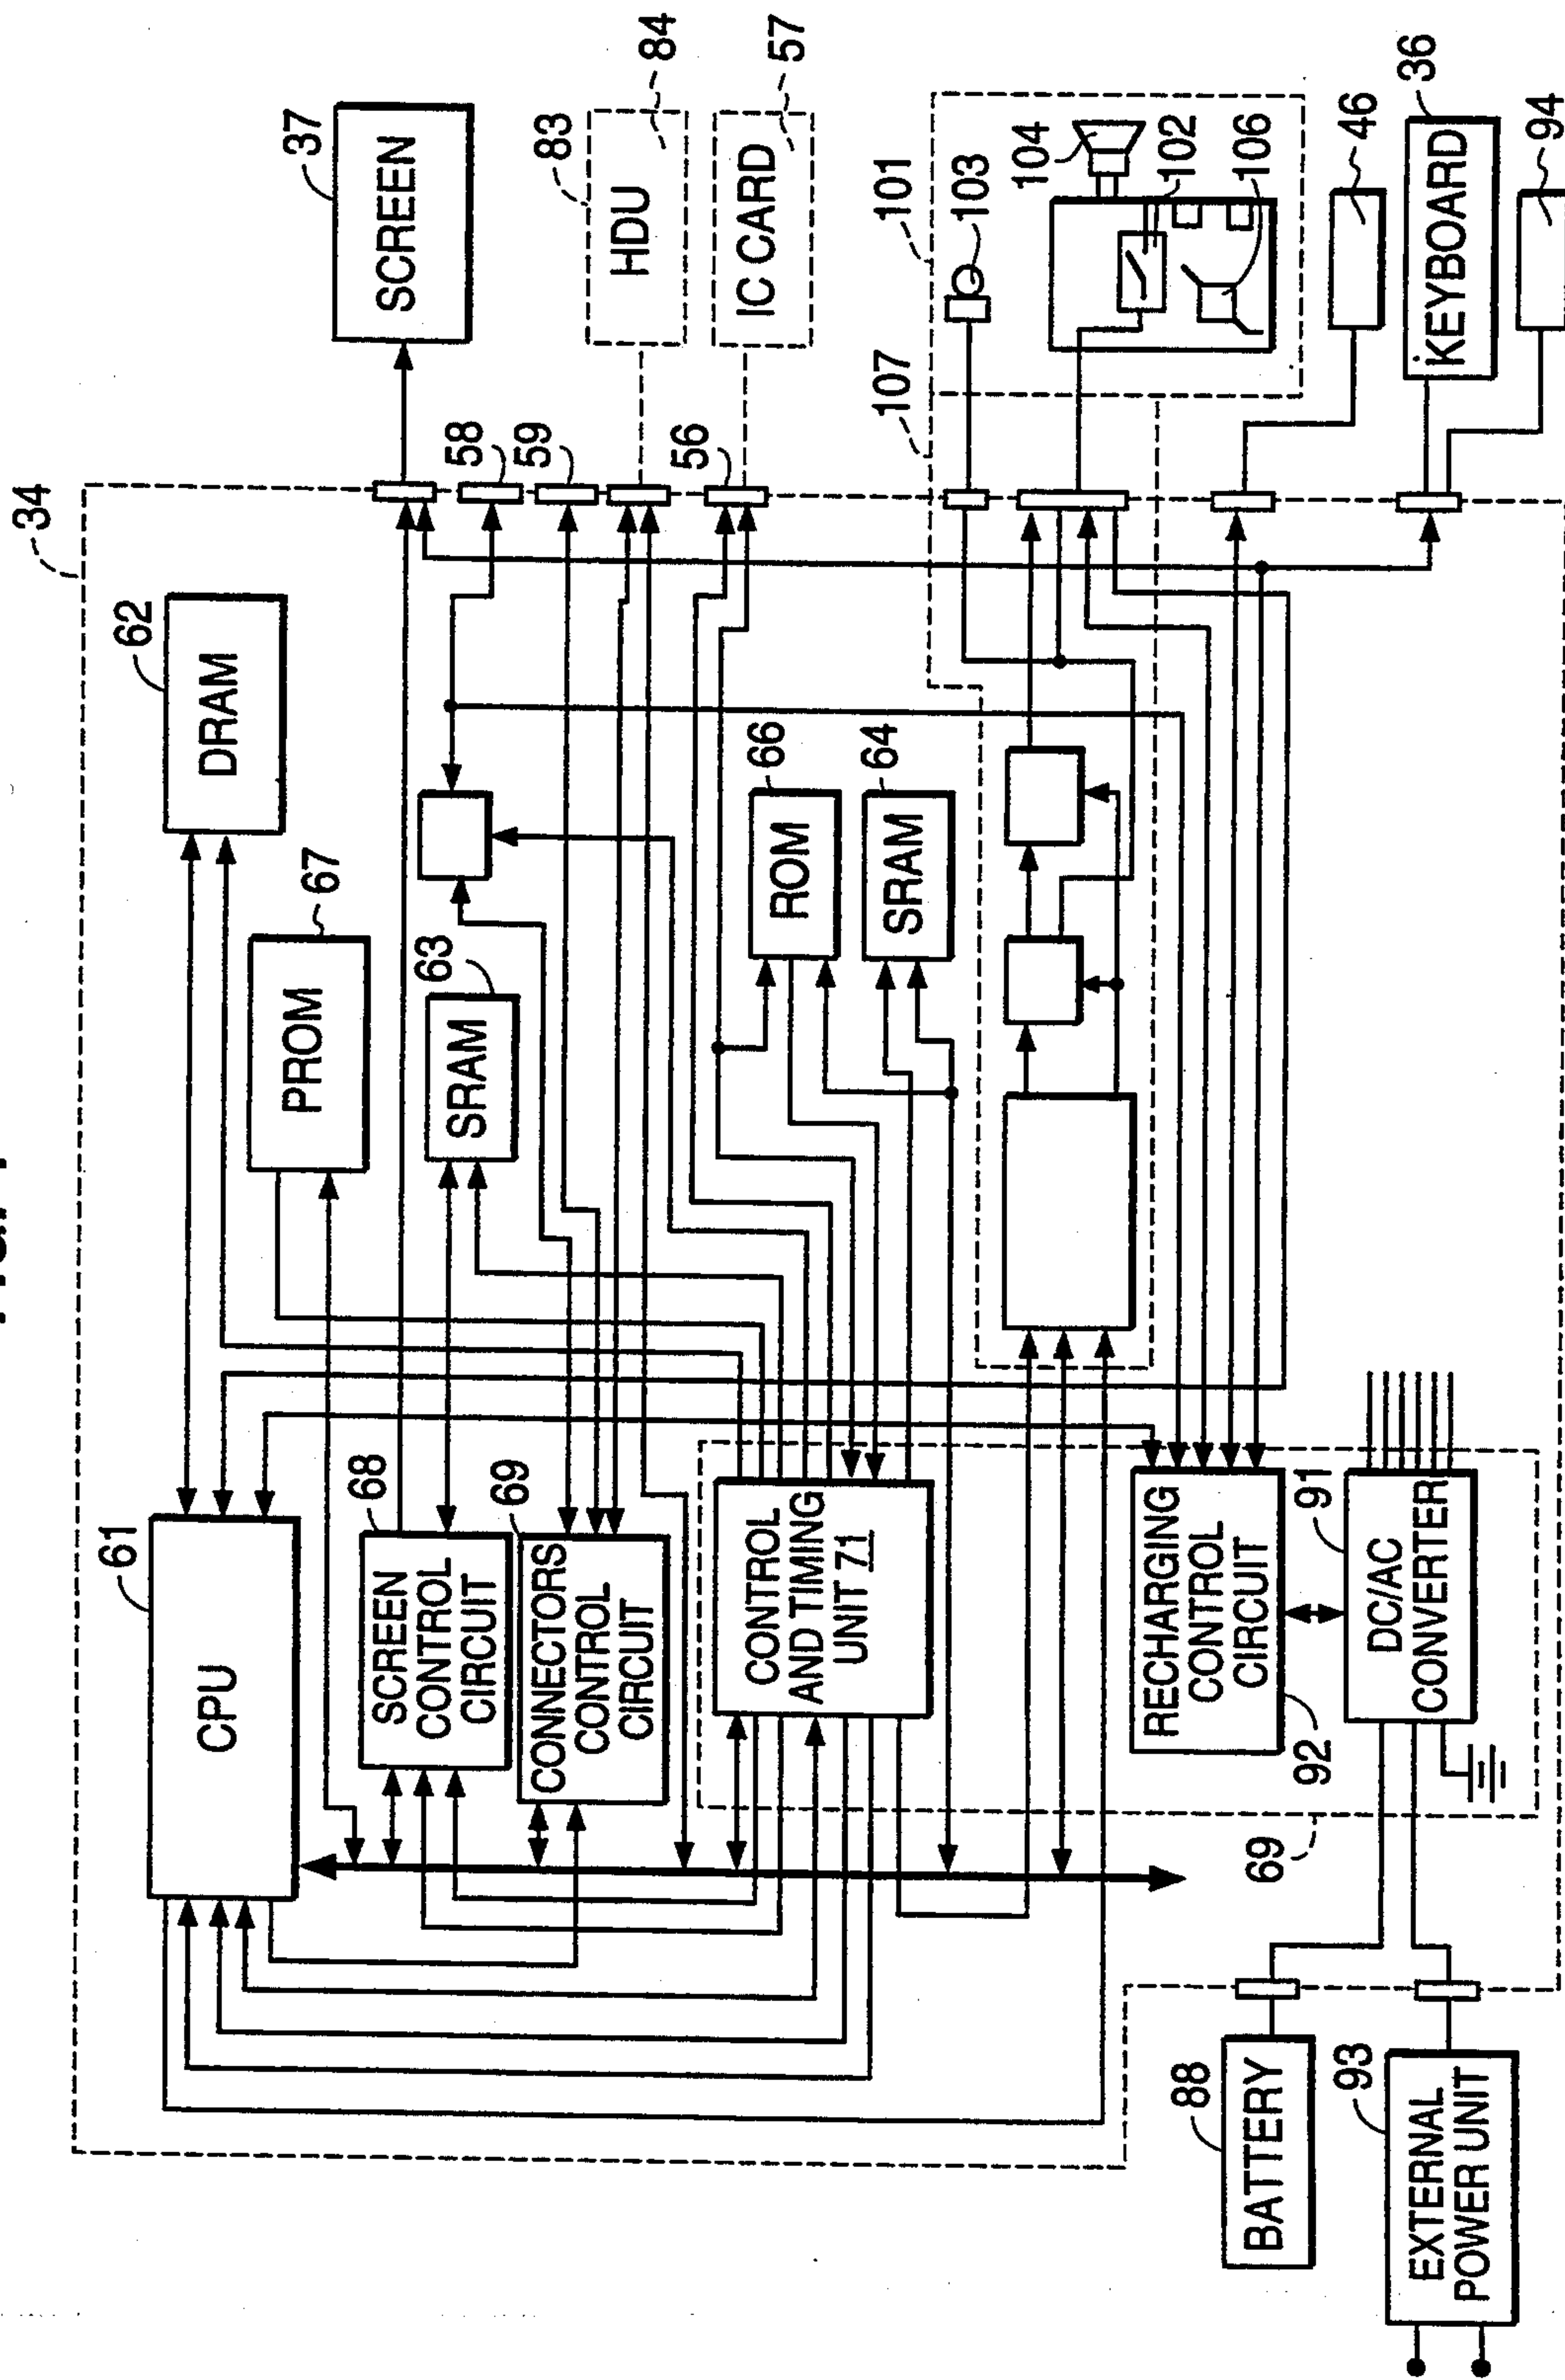 34
61
CPU
62
DRAM
67
PROM
37
SCREEN
58
59
83
HDU
84
56
IC CARD
57
68
SCREEN
CONTROL
CIRCUIT
63
SRAM
69
CONNECTORS
CONTROL
CIRCUIT
66
ROM
64
SRAM
CONTROL
AND TIMING
UNIT 71
107
101
103
104
102
106
46
36
KEYBOARD
94
RECHARGING
CONTROL
CIRCUIT
92
91
DC/AC
CONVERTER
69
88
BATTERY
93
EXTERNAL
POWER UNIT